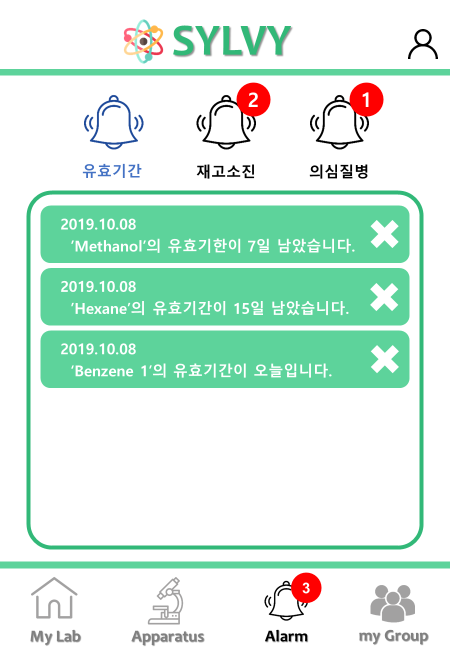 SYLVY
2
1
유효기간
재고소진
의심질병
2019.10.08
‘Methanol’의 유효기한이 7일 남았습니다.
2019.10.08
‘Hexane’의 유효기간이 15일 남았습니다.
2019.10.08
‘Benzene 1’의 유효기간이 오늘입니다.
3
My Lab
Apparatus
Alarm
my Group